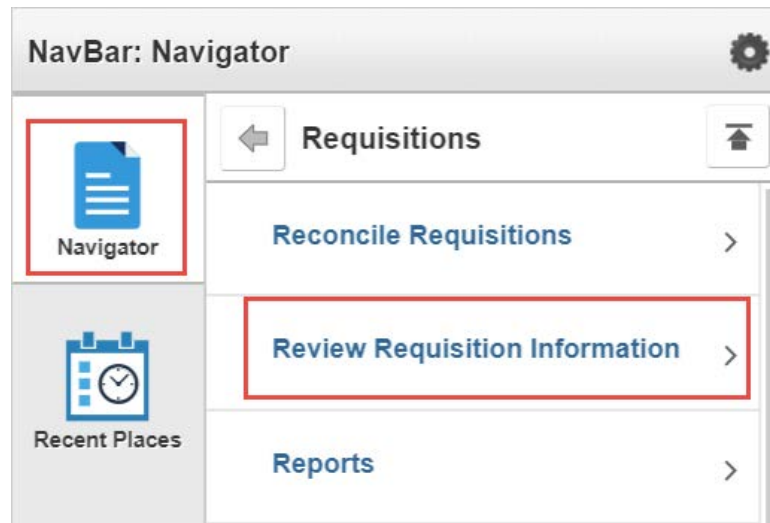 NavBar: Navigator
Navigator
Requisitions
Reconcile Requisitions
Review Requisition Information
Recent Places
Reports